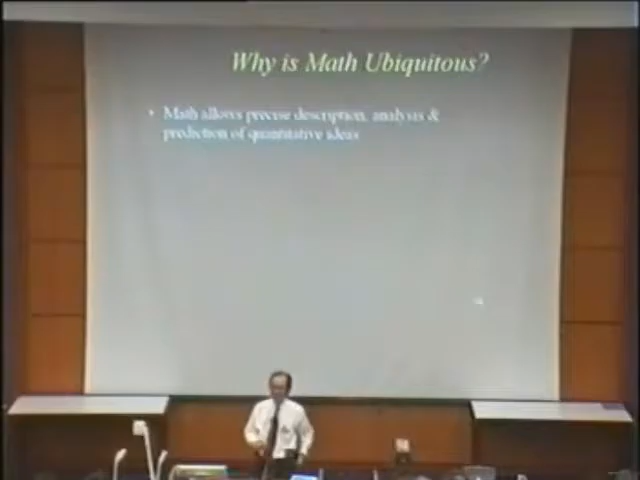 Why is Math Ubiquitous?
• Math allows precise description, analysis &
prediction of quantitative ideas